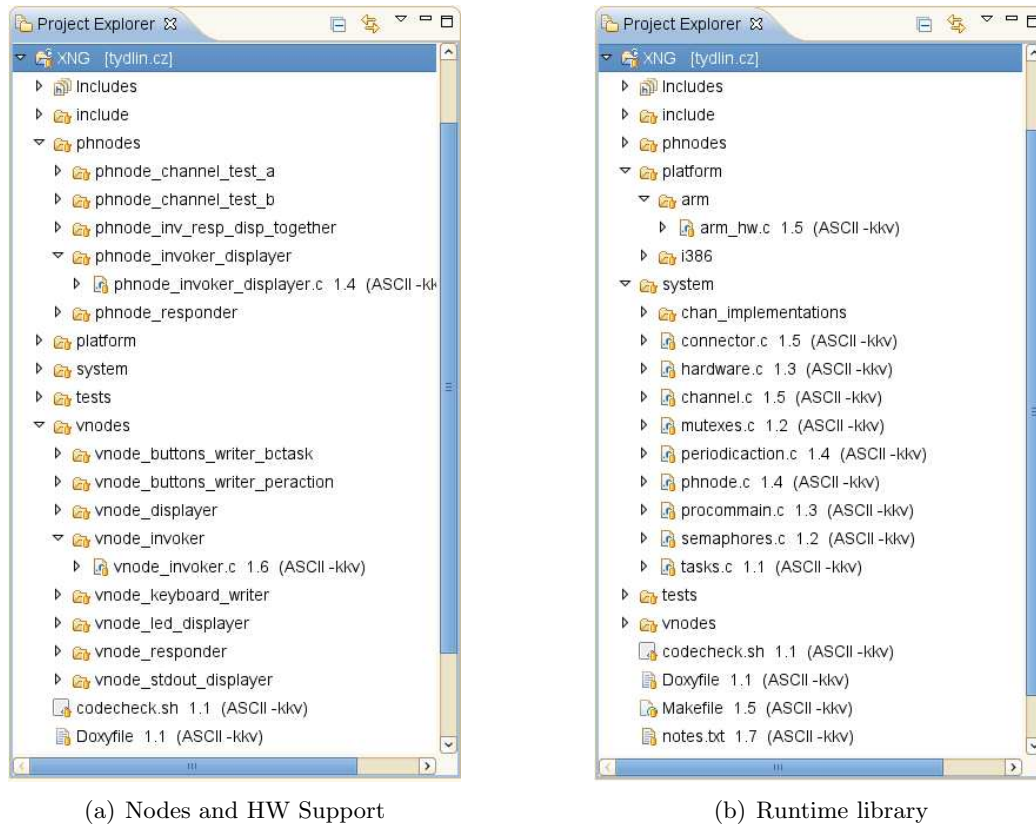 Project Explorer
XNG [tydlin.cz]
Includes
include
phnodes
phnode_channel_test_a
phnode_channel_test_b
phnode_inv_resp_disp_together
phnode_invoker_displayer
phnode_invoker_displayer.c 1.4 (ASCII -kk
phnode_responder
platform
system
tests
vnodes
vnode_buttons_writer_bctask
vnode_buttons_writer_peraction
vnode_displayer
vnode_invoker
vnode_invoker.c 1.6 (ASCII -kkv)
vnode_keyboard_writer
vnode_led_displayer
vnode_responder
vnode_stdout_displayer
codecheck.sh 1.1 (ASCII -kkv)
Doxyfile 1.1 (ASCII -kkv)
(a) Nodes and HW Support
Project Explorer
XNG [tydlin.cz]
Includes
include
phnodes
platform
arm
arm_hw.c 1.5 (ASCII -kkv)
i386
system
chan_implementations
connector.c 1.5 (ASCII -kkv)
hardware.c 1.3 (ASCII -kkv)
channel.c 1.5 (ASCII -kkv)
mutexes.c 1.2 (ASCII -kkv)
periodicaction.c 1.4 (ASCII -kkv)
phnode.c 1.4 (ASCII -kkv)
procommain.c 1.3 (ASCII -kkv)
semaphores.c 1.2 (ASCII -kkv)
tasks.c 1.1 (ASCII -kkv)
tests
vnodes
codecheck.sh 1.1 (ASCII -kkv)
Doxyfile 1.1 (ASCII -kkv)
Makefile 1.5 (ASCII -kkv)
notes.txt 1.7 (ASCII -kkv)
(b) Runtime library